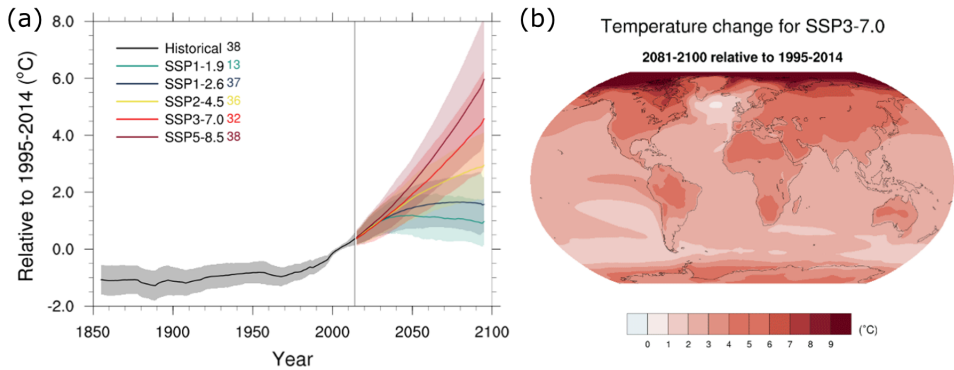 (a)
Relative to 1995-2014 (°C)
8.0
6.0
4.0
2.0
0.0
-2.0
Historical 38
SSP1-1.9 13
SSP1-2.6 37
SSP2-4.5 36
SSP3-7.0 32
SSP5-8.5 38
1850 1900 1950 2000 2050 2100
Year
(b)
Temperature change for SSP3-7.0
2081-2100 relative to 1995-2014
(°C)
0 1 2 3 4 5 6 7 8 9